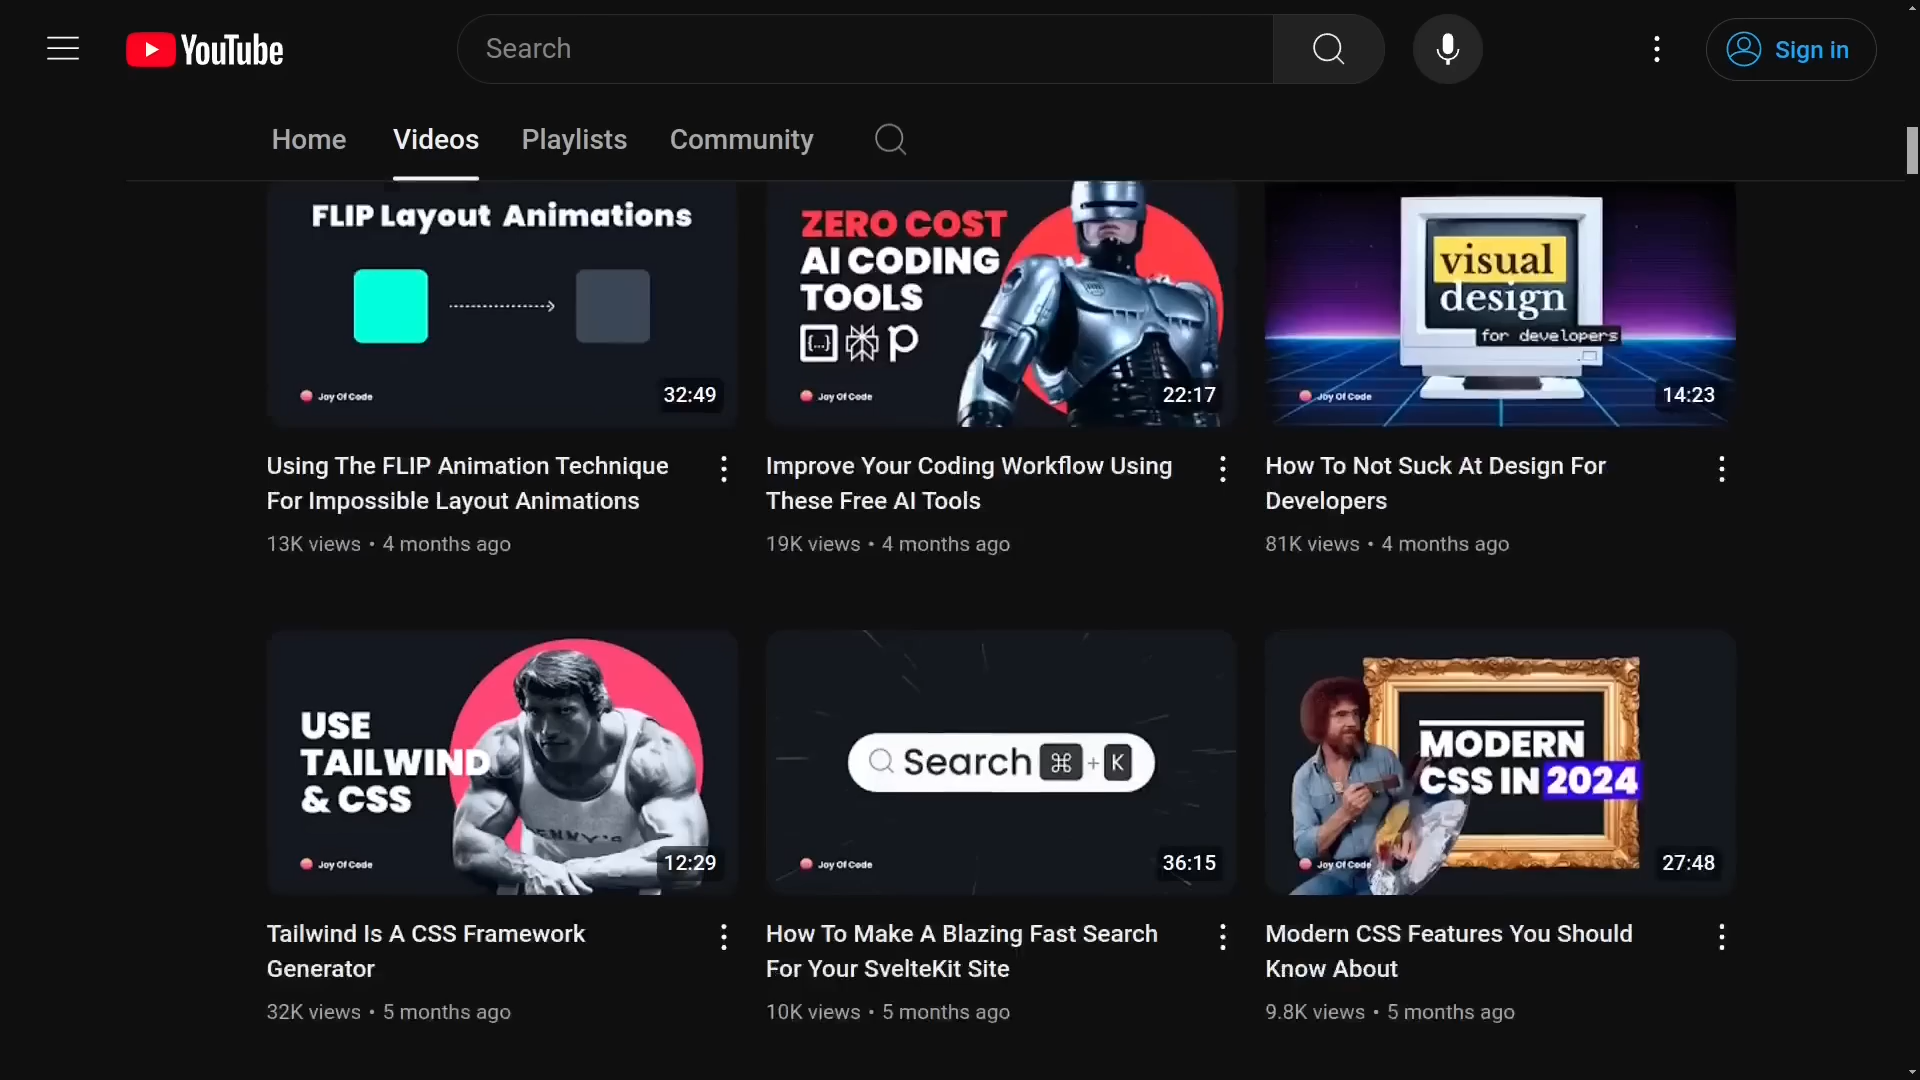 YouTube
Search
Sign in
Home
Videos
Playlists
Community
FLIP Layout Animations
Joy Of Code
32:49
ZERO COST
AI CODING
TOOLS
{...}
Joy Of Code
22:17
visual
design
for developers
Joy Of Code
14:23
Using The FLIP Animation Technique
For Impossible Layout Animations
13K views • 4 months ago
Improve Your Coding Workflow Using
These Free AI Tools
19K views • 4 months ago
How To Not Suck At Design For
Developers
81K views • 4 months ago
USE
TAILWIND
& CSS
Joy Of Code
12:29
Search ⌘ + K
Joy Of Code
36:15
MODERN
CSS IN 2024
Joy Of Code
27:48
Tailwind Is A CSS Framework
Generator
32K views • 5 months ago
How To Make A Blazing Fast Search
For Your SvelteKit Site
10K views • 5 months ago
Modern CSS Features You Should
Know About
9.8K views • 5 months ago